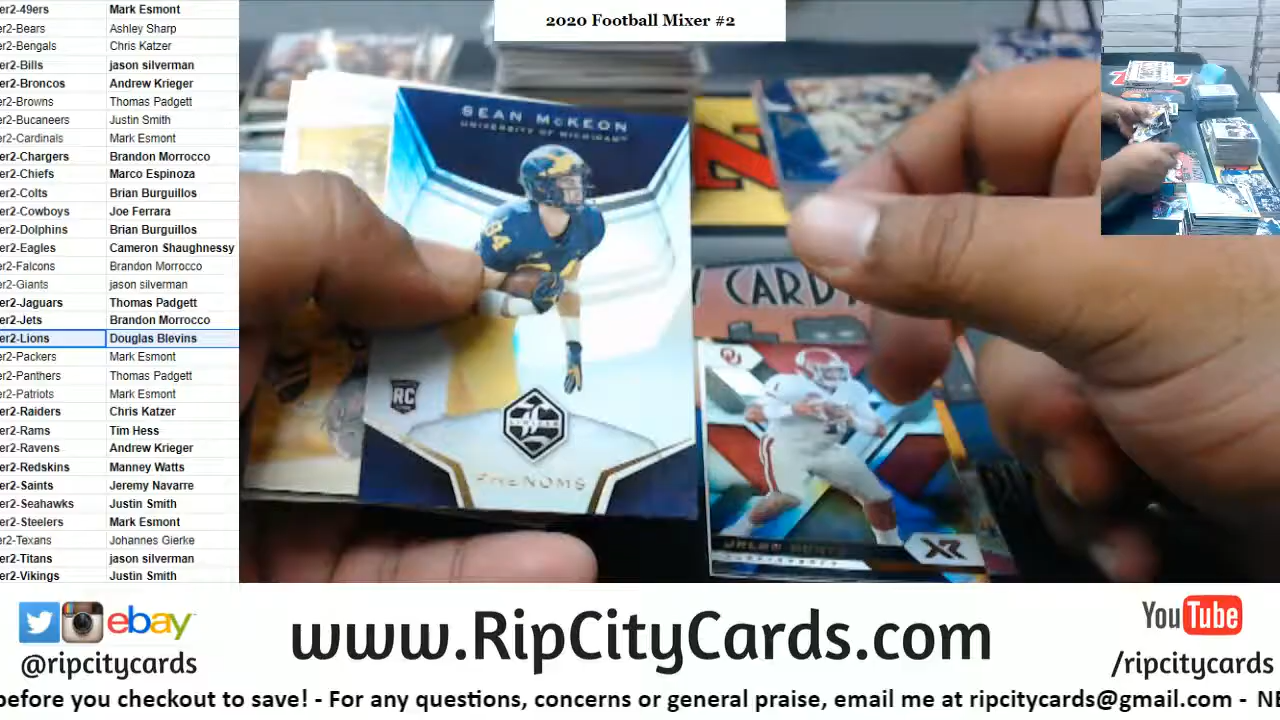 2020 Football Mixer #2
er2-49ers Mark Esmont
er2-Bears Ashley Sharp
er2-Bengals Chris Katzer
er2-Bills jason silverman
er2-Broncos Andrew Krieger
er2-Browns Thomas Padgett
er2-Bucaneers Justin Smith
er2-Cardinals Mark Esmont
er2-Chargers Brandon Morrocco
er2-Chiefs Marco Espinoza
er2-Colts Brian Burguillos
er2-Cowboys Joe Ferrara
er2-Dolphins Brian Burguillos
er2-Eagles Cameron Shaughnessy
er2-Falcons Brandon Morrocco
er2-Giants jason silverman
er2-Jaguars Thomas Padgett
er2-Jets Brandon Morrocco
er2-Lions Douglas Blevins
er2-Packers Mark Esmont
er2-Panthers Thomas Padgett
er2-Patriots Mark Esmont
er2-Raiders Chris Katzer
er2-Rams Tim Hess
er2-Ravens Andrew Krieger
er2-Redskins Manney Watts
er2-Saints Jeremy Navarre
er2-Seahawks Justin Smith
er2-Steelers Mark Esmont
er2-Texans Johannes Gierke
er2-Titans jason silverman
er2-Vikings Justin Smith
SEAN McKEON
UNIVERSITY OF MICHIGAN
84
RC
LIMITED
PHENOMS
Y CARD
OU
JALEN HURTS
XR
ebay
@ripcitycards
www.RipCityCards.com
YouTube
/ripcitycards
before you checkout to save! - For any questions, concerns or general praise, email me at ripcitycards@gmail.com - NE